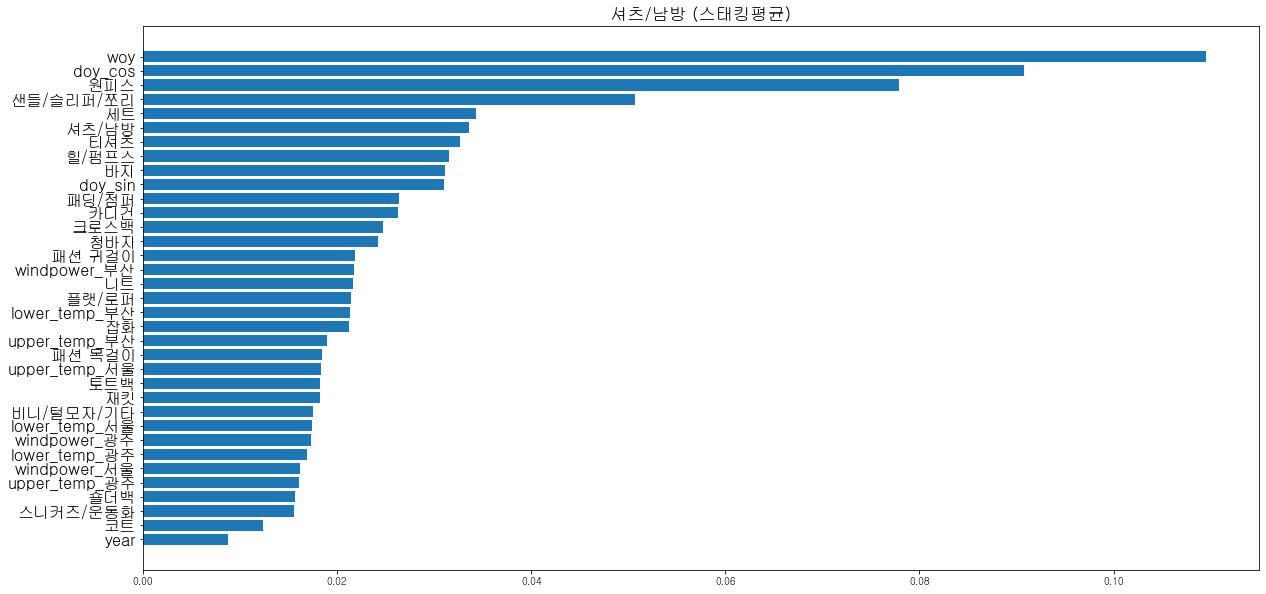 셔츠/남방 (스태킹평균)
woy
doy_cos
원피스
샌들/슬리퍼/쪼리
세트
셔츠/남방
티셔츠
힐/펌프스
바지
doy_sin
패딩/점퍼
카디건
크로스백
청바지
패션 귀걸이
windpower_부산
니트
플랫/로퍼
lower_temp_부산
잡화
upper_temp_부산
패션 목걸이
upper_temp_서울
토트백
재킷
비니/털모자/기타
lower_temp_서울
windpower_광주
lower_temp_광주
windpower_서울
upper_temp_광주
숄더백
스니커즈/운동화
코트
year
0.00 0.02 0.04 0.06 0.08 0.10